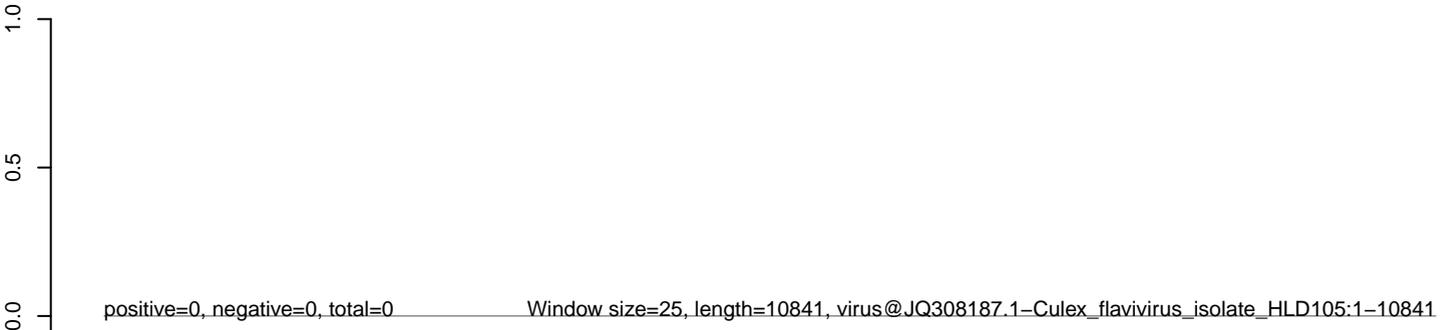 1.0
0.5
0.0
positive=0, negative=0, total=0 Window size=25, length=10841, virus@JQ308187.1−Culex_flavivirus_isolate_HLD105:1−10841